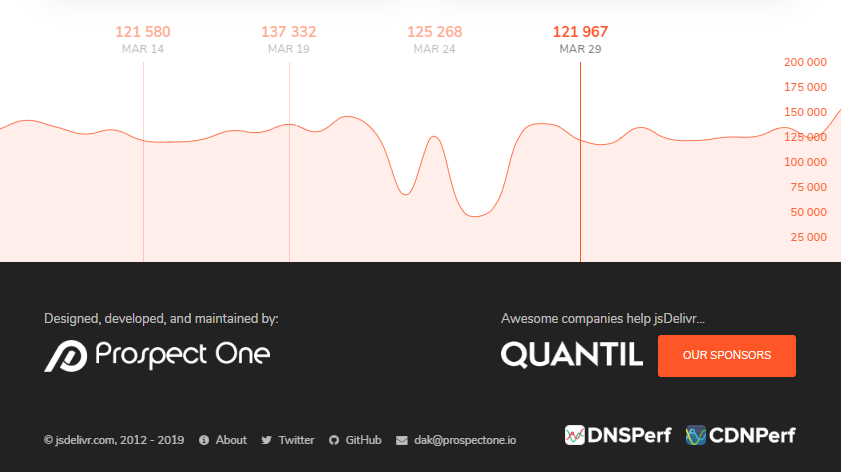 121 580 137 332 125 268 121 967
MAR 14 MAR 19 MAR 24 MAR 29
200 000
175 000
150 000
125 000
100 000
75 000
50 000
25 000
Designed, developed, and maintained by:
Prospect One
Awesome companies help jsDelivr...
QUANTIL
OUR SPONSORS
© jsdelivr.com, 2012 - 2019 About Twitter GitHub dak@prospectone.io
DNSPerf CDNPerf